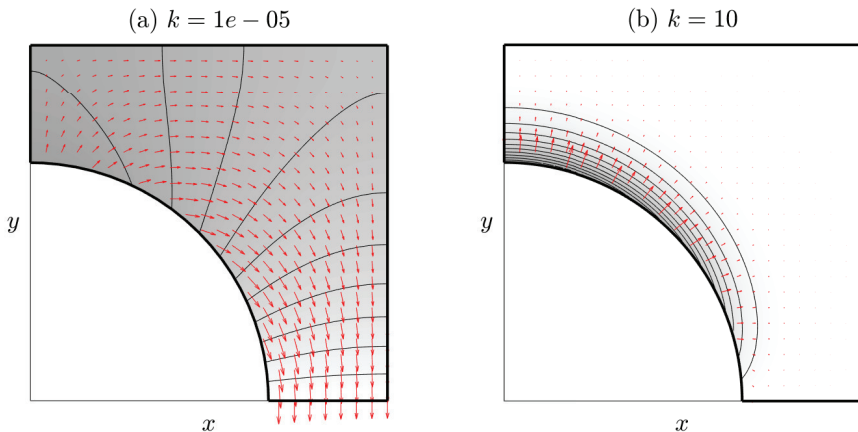 (a) k = 1e − 05
(b) k = 10
y
x
y
x